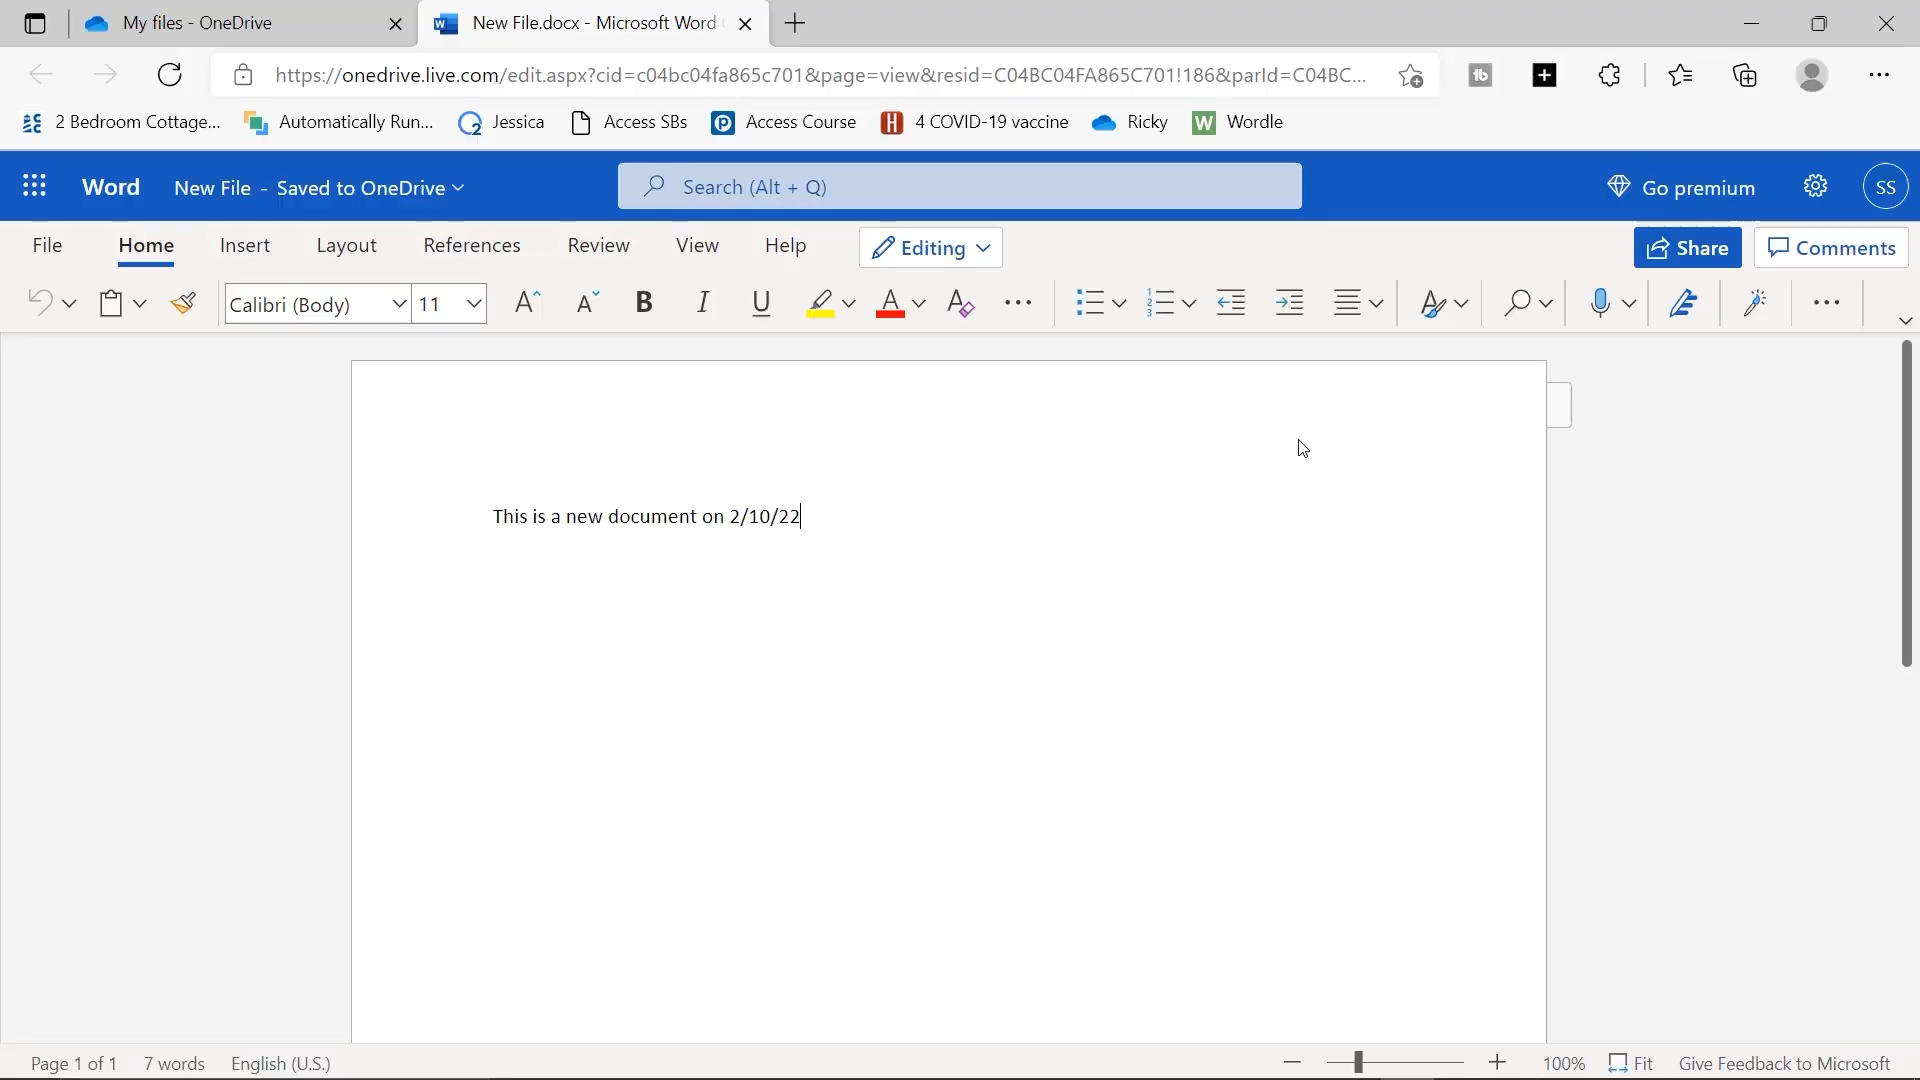 My files - OneDrive
New File.docx - Microsoft Word
https://onedrive.live.com/edit.aspx?cid=c04bc04fa865c701&page=view&resid=C04BC04FA865C701!186&parId=C04BC...
2 Bedroom Cottage... Automatically Run... Jessica Access SBs Access Course 4 COVID-19 vaccine Ricky Wordle
Word New File - Saved to OneDrive Search (Alt + Q) Go premium SS
File Home Insert Layout References Review View Help Editing Share Comments
Calibri (Body) 11 A A B I U A A
This is a new document on 2/10/22
Page 1 of 1 7 words English (U.S.) 100% Fit Give Feedback to Microsoft